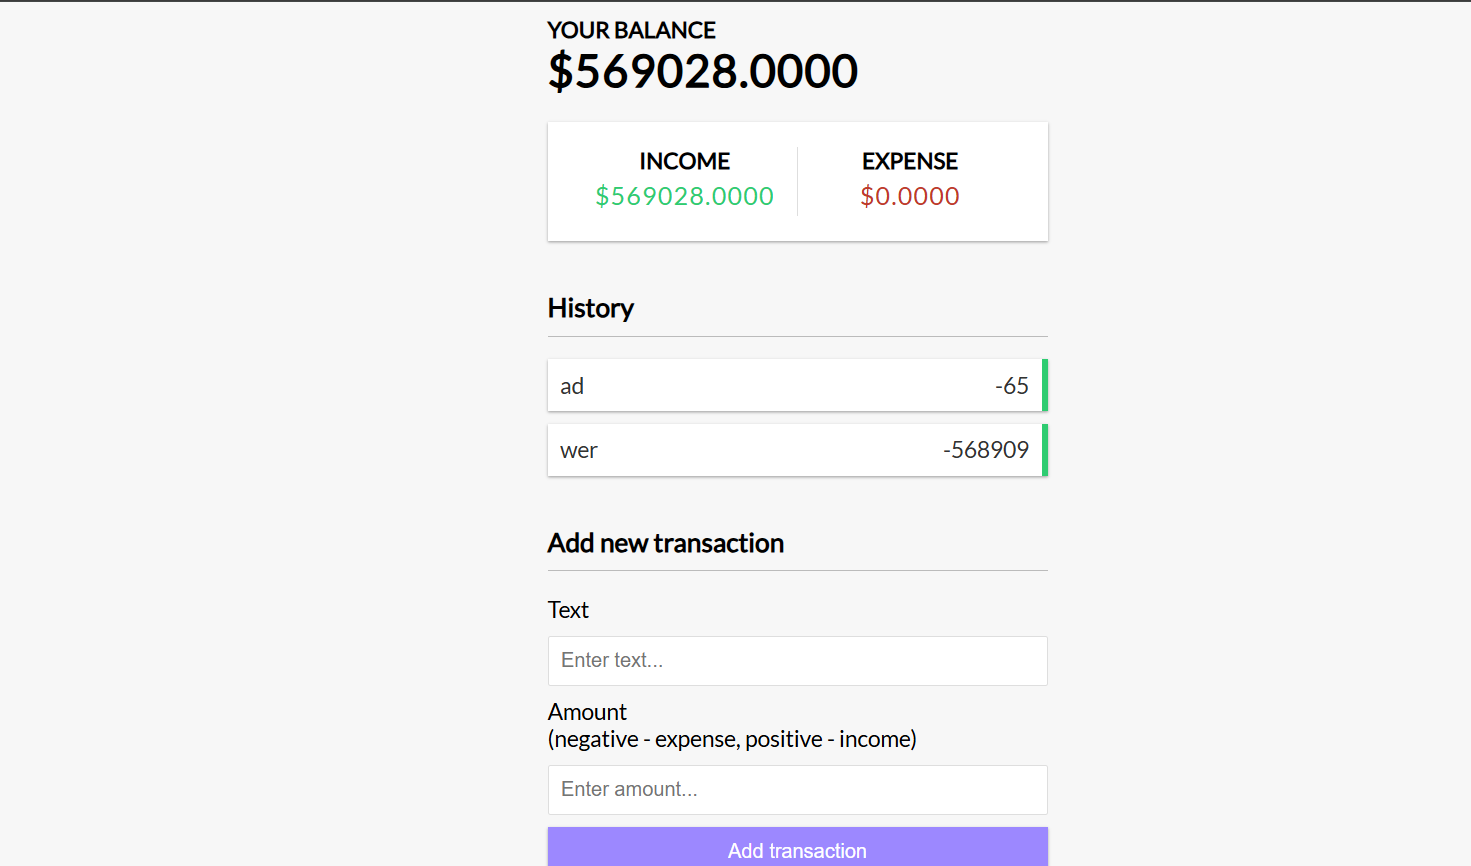 YOUR BALANCE
$569028.0000
INCOME EXPENSE
$569028.0000 $0.0000
History
ad -65
wer -568909
Add new transaction
Text
Enter text...
Amount
(negative - expense, positive - income)
Enter amount...
Add transaction